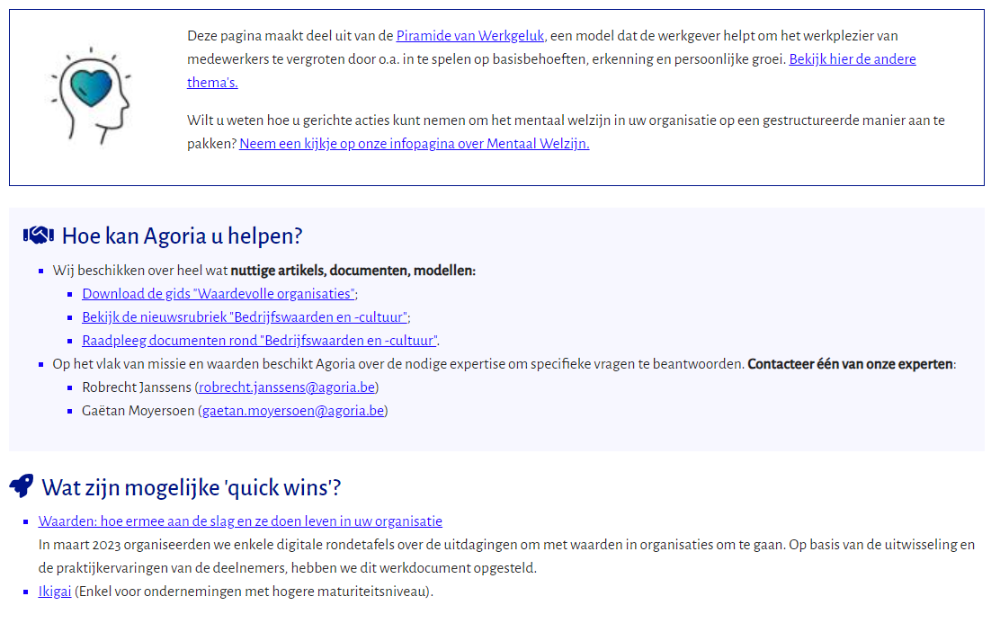 Deze pagina maakt deel uit van de Piramide van Werkgeluk, een model dat de werkgever helpt om het werkplezier van
medewerkers te vergroten door o.a. in te spelen op basisbehoeften, erkenning en persoonlijke groei. Bekijk hier de andere
thema's.
Wilt u weten hoe u gerichte acties kunt nemen om het mentaal welzijn in uw organisatie op een gestructureerde manier aan te
pakken? Neem een kijkje op onze infopagina over Mentaal Welzijn.
Hoe kan Agoria u helpen?
Wij beschikken over heel wat nuttige artikels, documenten, modellen:
Download de gids "Waardevolle organisaties";
Bekijk de nieuwsrubriek "Bedrijfswaarden en -cultuur";
Raadpleeg documenten rond "Bedrijfswaarden en -cultuur".
Op het vlak van missie en waarden beschikt Agoria over de nodige expertise om specifieke vragen te beantwoorden. Contacteer één van onze experten:
Robrecht Janssens (robrecht.janssens@agoria.be)
Gaëtan Moyersoen (gaetan.moyersoen@agoria.be)
Wat zijn mogelijke 'quick wins'?
Waarden: hoe ermee aan de slag en ze doen leven in uw organisatie
In maart 2023 organiseerden we enkele digitale rondetafels over de uitdagingen om met waarden in organisaties om te gaan. Op basis van de uitwisseling en
de praktijkervaringen van de deelnemers, hebben we dit werkdocument opgesteld.
Ikigai (Enkel voor ondernemingen met hogere maturiteitsniveau).